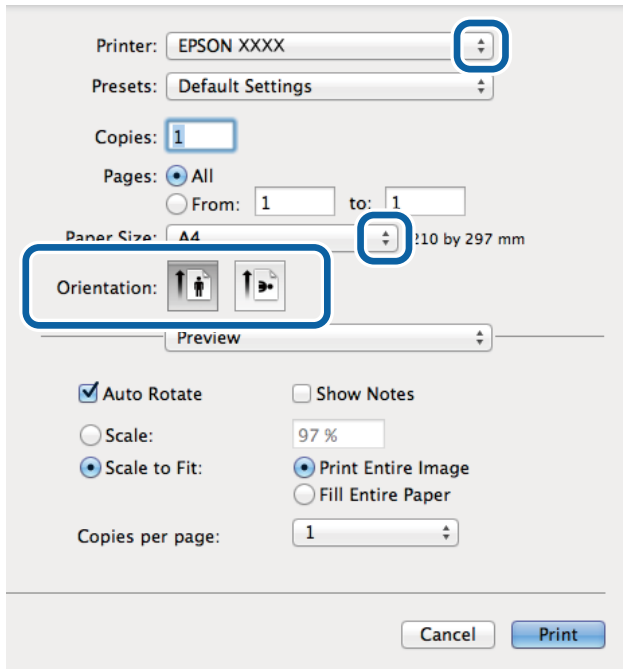 Printer: EPSON XXXX
Presets: Default Settings
Copies: 1
Pages: All
From: 1 to: 1
Paper Size: A4 210 by 297 mm
Orientation:
Preview
Auto Rotate Show Notes
Scale: 97 %
Scale to Fit: Print Entire Image
Fill Entire Paper
Copies per page: 1
Cancel Print